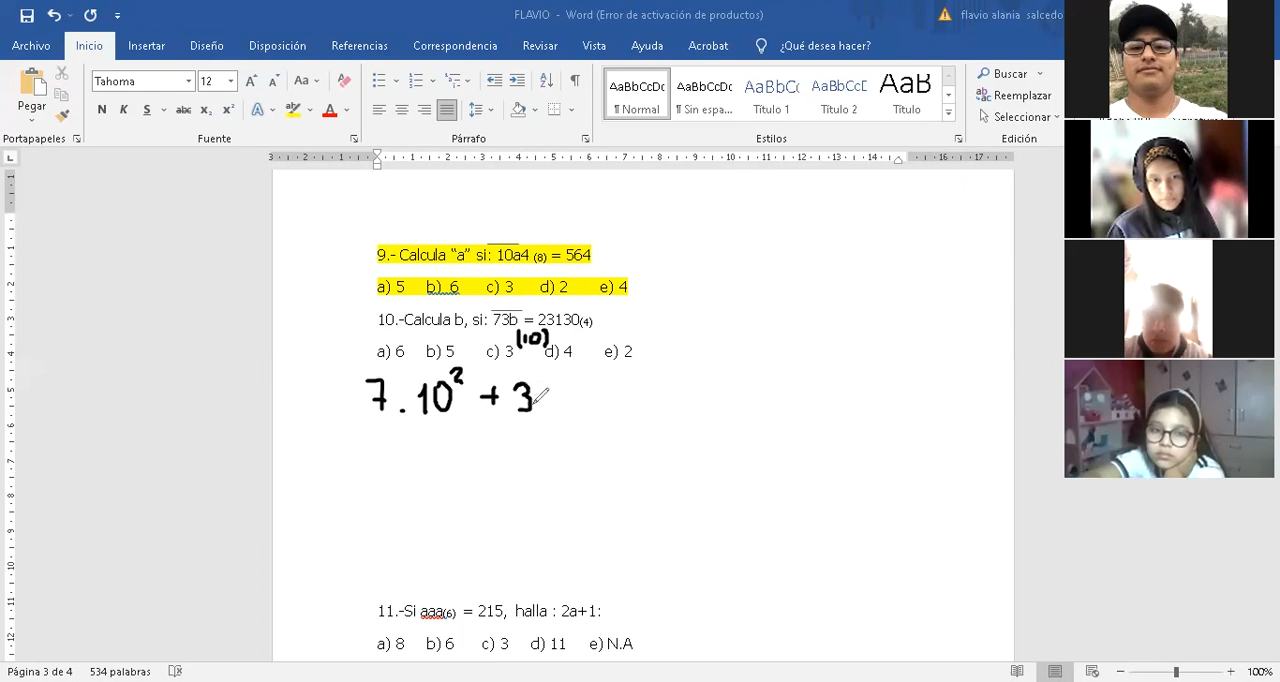 FLAVIO - Word (Error de activación de productos)
flavio alania salcedo
Archivo Inicio Insertar Diseño Disposición Referencias Correspondencia Revisar Vista Ayuda Acrobat ¿Qué desea hacer?
Pegar
Tahoma 12
N K S abc x₂ x²
AaBbCcDc AaBbCcDc AaBbCc AaBbCcD AaB
¶ Normal ¶ Sin espa... Título 1 Título 2 Título
Buscar
Reemplazar
Seleccionar
Portapapeles Fuente Párrafo Estilos Edición
9.- Calcula “a” si: 10a4 (8) = 564
a) 5 b) 6 c) 3 d) 2 e) 4
10.-Calcula b, si: 73b = 23130(4)
(10)
a) 6 b) 5 c) 3 d) 4 e) 2
7 . 10² + 3
11.-Si aaa(6) = 215, halla : 2a+1:
a) 8 b) 6 c) 3 d) 11 e) N.A
Página 3 de 4 534 palabras 100%